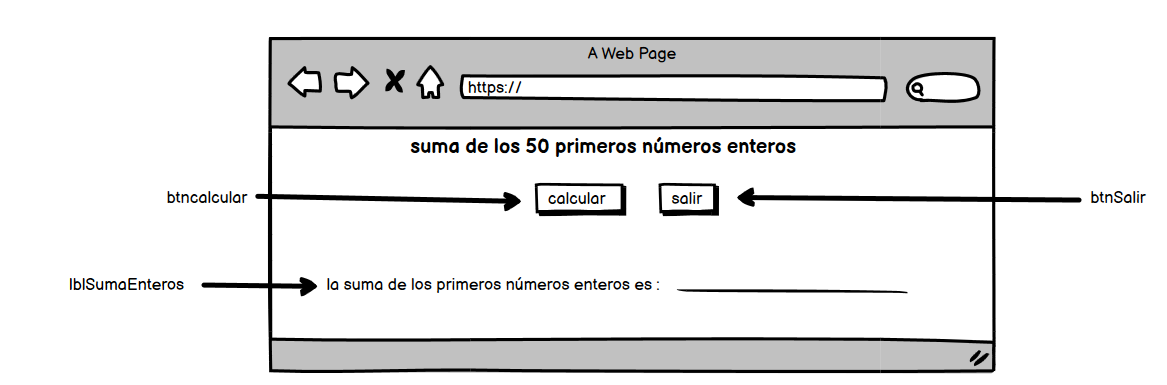 A Web Page
https://
suma de los 50 primeros números enteros
btncalcular
calcular
salir
btnSalir
lblSumaEnteros
la suma de los primeros números enteros es :